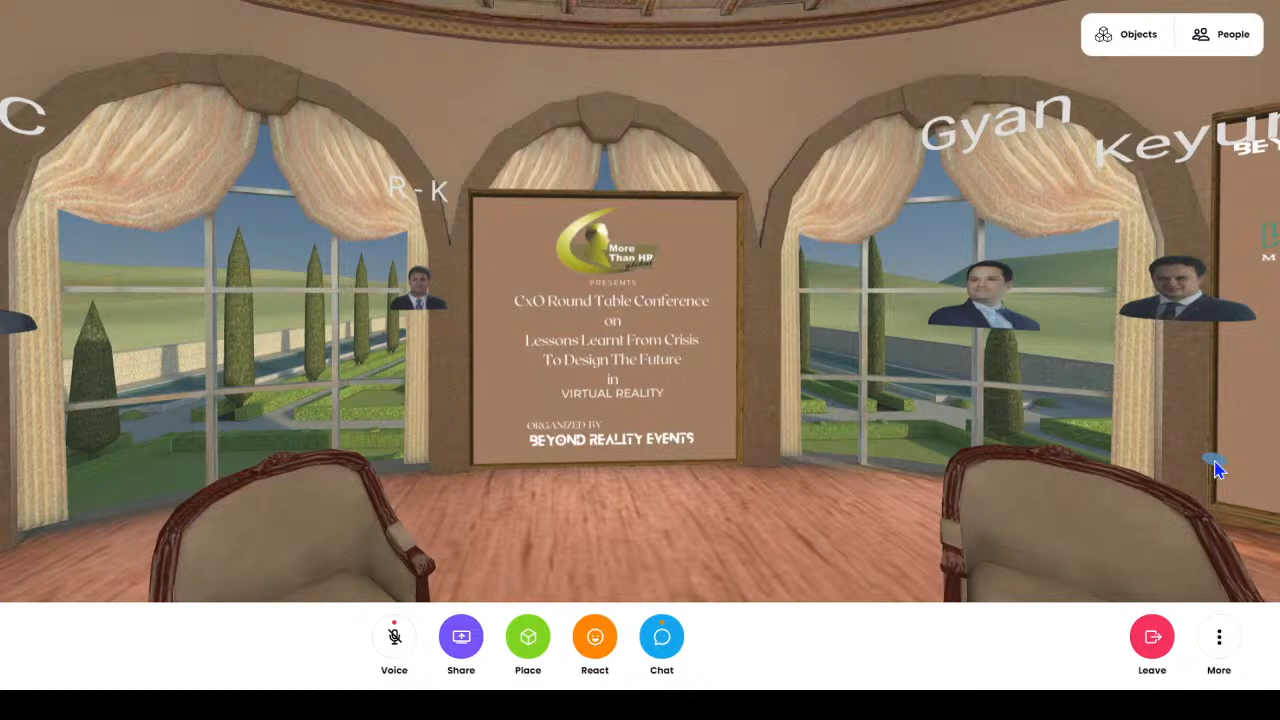 Objects
People
C
R - K
Gyan
More
Than HR
global
PRESENTS
CxO Round Table Conference
on
Lessons Learnt From Crisis
To Design The Future
in
VIRTUAL REALITY
ORGANIZED BY
BEYOND REALITY EVENTS
Voice
Share
Place
React
Chat
Leave
More